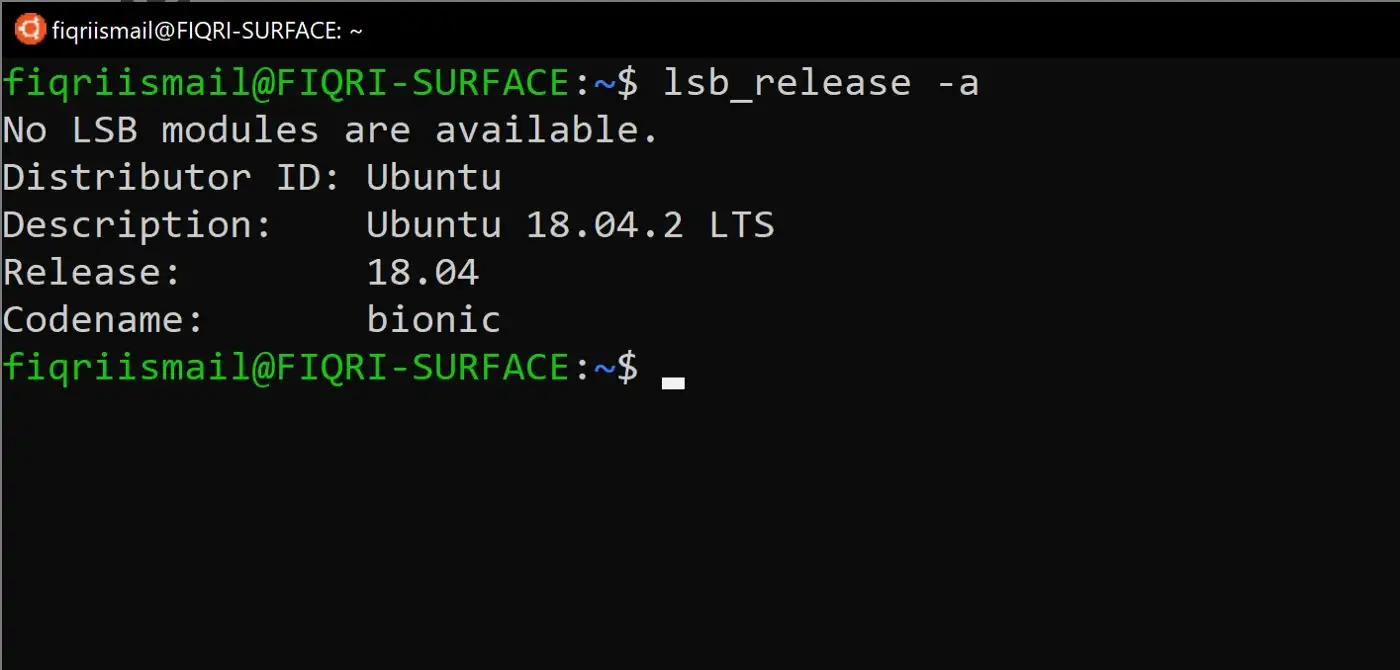 fiqriismail@FIQRI-SURFACE: ~
fiqriismail@FIQRI-SURFACE:~$ lsb_release -a
No LSB modules are available.
Distributor ID: Ubuntu
Description:    Ubuntu 18.04.2 LTS
Release:        18.04
Codename:       bionic
fiqriismail@FIQRI-SURFACE:~$